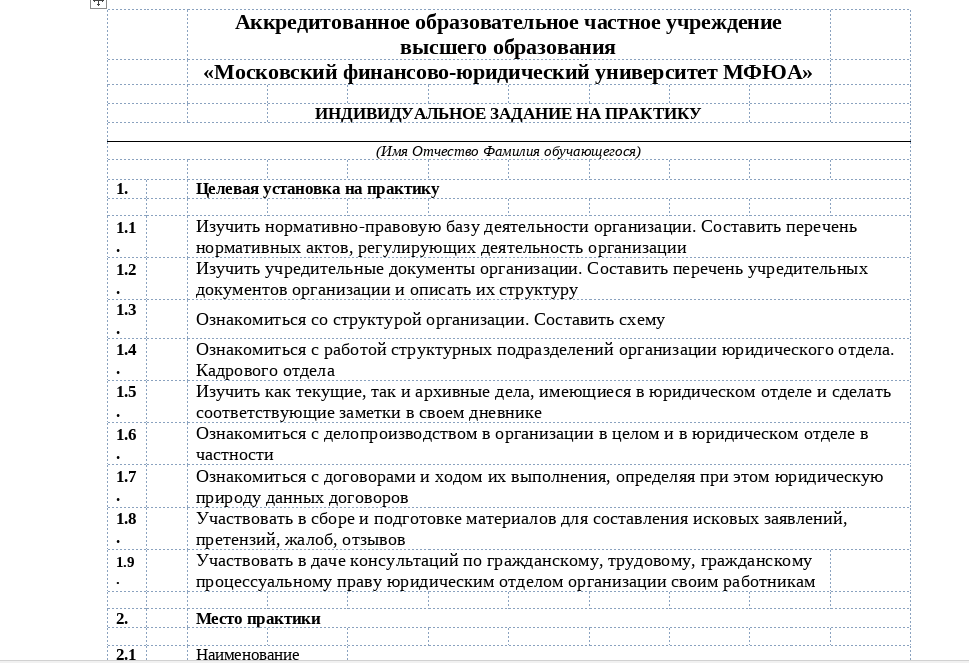 Аккредитованное образовательное частное учреждение
высшего образования
«Московский финансово-юридический университет МФЮА»
ИНДИВИДУАЛЬНОЕ ЗАДАНИЕ НА ПРАКТИКУ
(Имя Отчество Фамилия обучающегося)
1. Целевая установка на практику
1.1. Изучить нормативно-правовую базу деятельности организации. Составить перечень
нормативных актов, регулирующих деятельность организации
1.2. Изучить учредительные документы организации. Составить перечень учредительных
документов организации и описать их структуру
1.3. Ознакомиться со структурой организации. Составить схему
1.4. Ознакомиться с работой структурных подразделений организации юридического отдела.
Кадрового отдела
1.5. Изучить как текущие, так и архивные дела, имеющиеся в юридическом отделе и сделать
соответствующие заметки в своем дневнике
1.6. Ознакомиться с делопроизводством в организации в целом и в юридическом отделе в
частности
1.7. Ознакомиться с договорами и ходом их выполнения, определяя при этом юридическую
природу данных договоров
1.8. Участвовать в сборе и подготовке материалов для составления исковых заявлений,
претензий, жалоб, отзывов
1.9. Участвовать в даче консультаций по гражданскому, трудовому, гражданскому
процессуальному праву юридическим отделом организации своим работникам
2. Место практики
2.1 Наименование